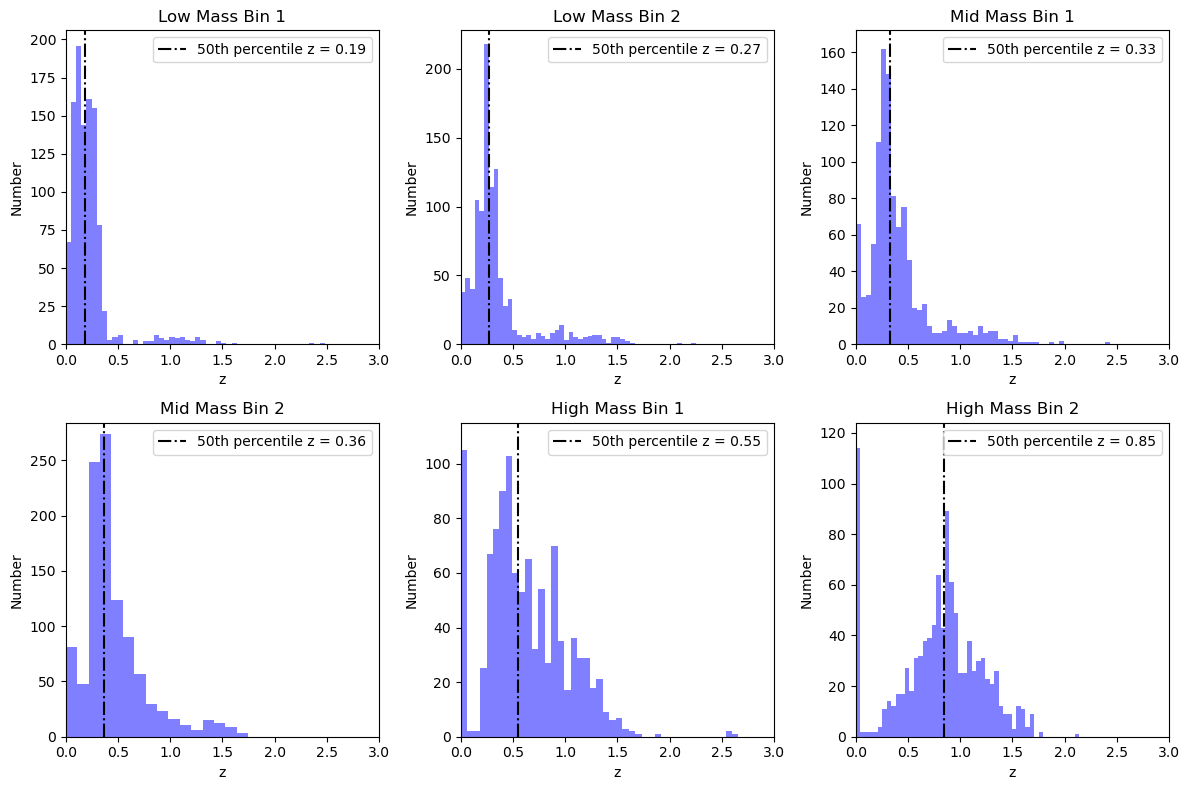 Low Mass Bin 1
50th percentile z = 0.19
Number
200
175
150
125
100
75
50
25
0
0.0 0.5 1.0 1.5 2.0 2.5 3.0
z
Low Mass Bin 2
50th percentile z = 0.27
Number
200
150
100
50
0
0.0 0.5 1.0 1.5 2.0 2.5 3.0
z
Mid Mass Bin 1
50th percentile z = 0.33
Number
160
140
120
100
80
60
40
20
0
0.0 0.5 1.0 1.5 2.0 2.5 3.0
z
Mid Mass Bin 2
50th percentile z = 0.36
Number
250
200
150
100
50
0
0.0 0.5 1.0 1.5 2.0 2.5 3.0
z
High Mass Bin 1
50th percentile z = 0.55
Number
100
80
60
40
20
0
0.0 0.5 1.0 1.5 2.0 2.5 3.0
z
High Mass Bin 2
50th percentile z = 0.85
Number
120
100
80
60
40
20
0
0.0 0.5 1.0 1.5 2.0 2.5 3.0
z